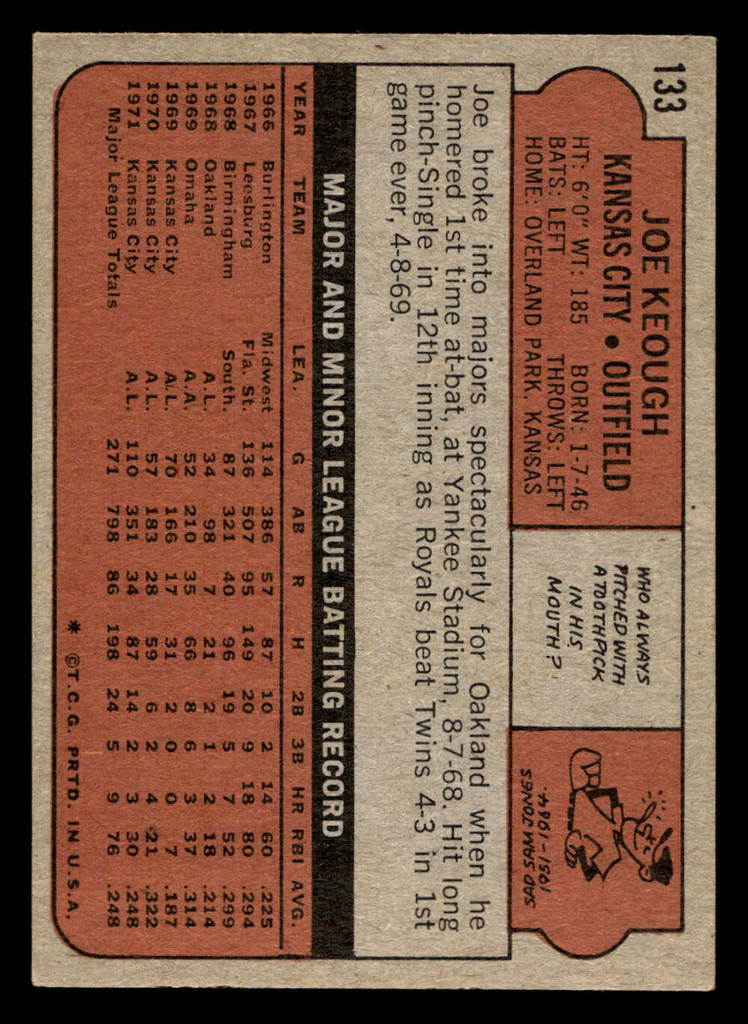 133
JOE KEOUGH
KANSAS CITY • OUTFIELD
HT: 6'0" WT: 185 BORN: 1-7-46
BATS: LEFT THROWS: LEFT
HOME: OVERLAND PARK, KANSAS
WHO ALWAYS
PITCHED WITH
A TOOTHPICK
IN HIS
MOUTH?
SAD SAM JONES
1951-1964.
Joe broke into majors spectacularly for Oakland when he
homered 1st time at-bat, at Yankee Stadium, 8-7-68. Hit long
pinch-Single in 12th inning as Royals beat Twins 4-3 in 1st
game ever, 4-8-69.
MAJOR AND MINOR LEAGUE BATTING RECORD
YEAR TEAM LEA. G AB R H 2B 3B HR RBI AVG.
1966 Burlington Midwest 114 386 57 87 10 2 14 60 .225
1967 Leesburg Fla. St. 136 507 95 149 20 9 18 80 .294
1968 Birmingham South. 87 321 40 96 19 5 7 52 .299
1968 Oakland A.L. 34 98 7 21 2 1 2 18 .214
1969 Omaha A.A. 52 210 35 66 8 6 3 37 .314
1969 Kansas City A.L. 70 166 17 31 2 0 0 7 .187
1970 Kansas City A.L. 57 183 28 59 6 2 4 21 .322
1971 Kansas City A.L. 110 351 34 87 14 2 3 30 .248
Major League Totals 271 798 86 198 24 5 9 76 .248
* ©T.C.G. PRTD. IN U.S.A.